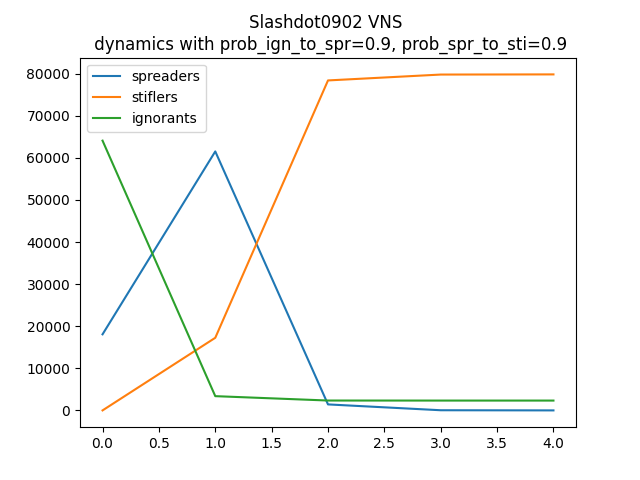 Slashdot0902 VNS
dynamics with prob_ign_to_spr=0.9, prob_spr_to_sti=0.9
spreaders
stiflers
ignorants
80000
70000
60000
50000
40000
30000
20000
10000
0
0.0 0.5 1.0 1.5 2.0 2.5 3.0 3.5 4.0